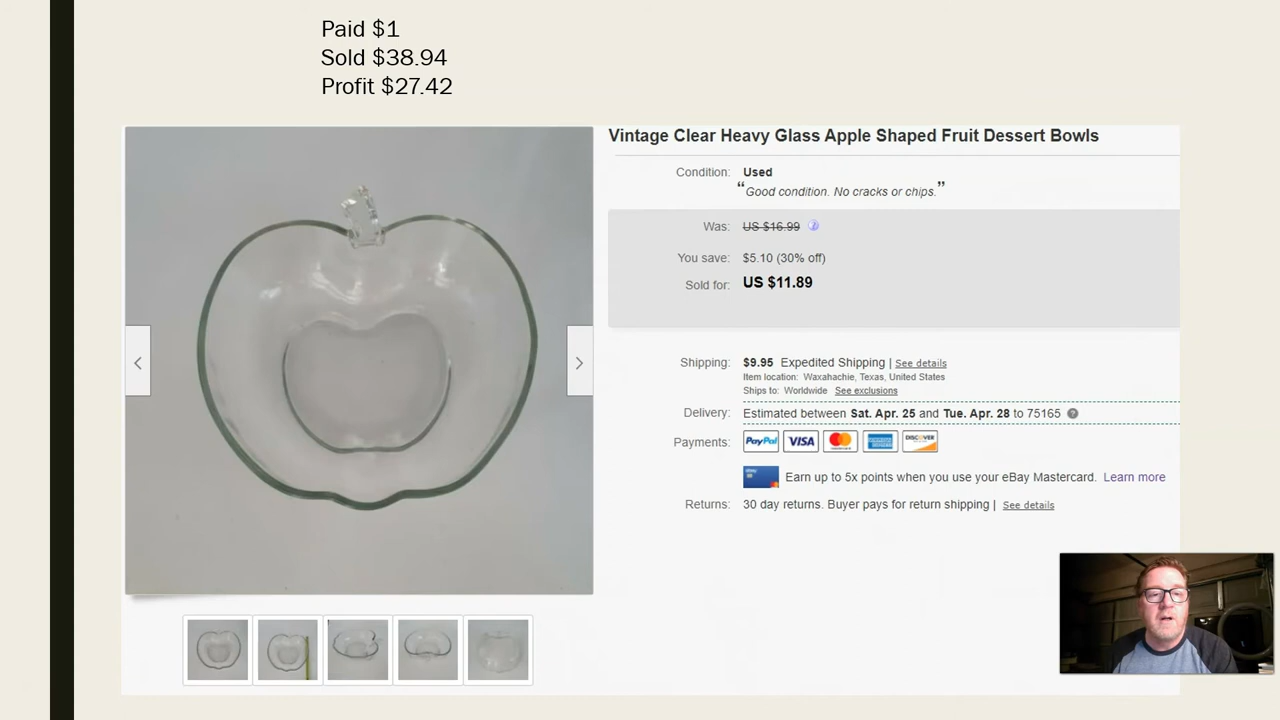 Paid $1
Sold $38.94
Profit $27.42
Vintage Clear Heavy Glass Apple Shaped Fruit Dessert Bowls
Condition: Used
“Good condition. No cracks or chips.”
Was: US $16.99
You save: $5.10 (30% off)
Sold for: US $11.89
Shipping: $9.95 Expedited Shipping | See details
Item location: Waxahachie, Texas, United States
Ships to: Worldwide See exclusions
Delivery: Estimated between Sat. Apr. 25 and Tue. Apr. 28 to 75165 ?
Payments: PayPal VISA MasterCard AMERICAN EXPRESS DISCOVER
Earn up to 5x points when you use your eBay Mastercard. Learn more
Returns: 30 day returns. Buyer pays for return shipping | See details